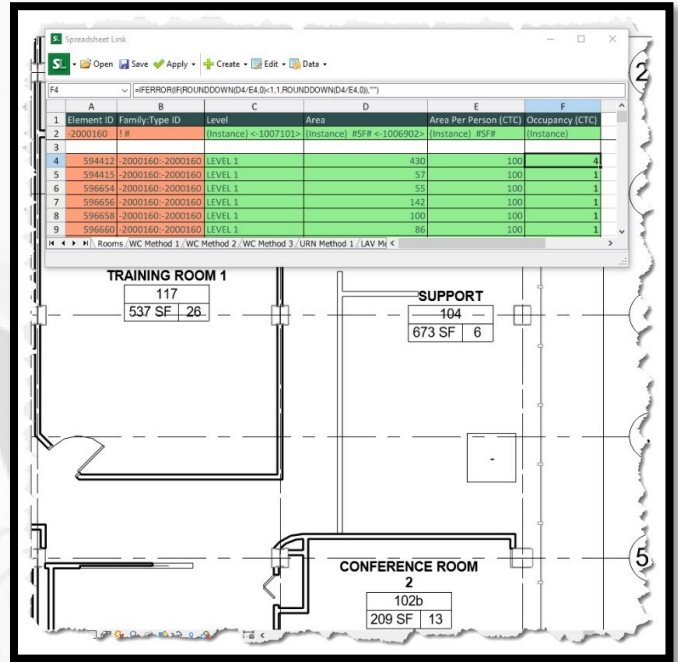 SL Spreadsheet Link
SL Open Save Apply Create Edit Data
F4 =IFERROR(IF(ROUNDDOWN(D4/E4,0)<1,1,ROUNDDOWN(D4/E4,0)),"")
A B C D E F
1 Element ID Family:Type ID Level Area Area Per Person (CTC) Occupancy (CTC)
2 -2000160 ! # (Instance) <-1007101> (Instance) #SF# <-1006902> (Instance) #SF# (Instance)
3
4 594412 -2000160:-2000160 LEVEL 1 430 100 4
5 594415 -2000160:-2000160 LEVEL 1 57 100 1
6 596654 -2000160:-2000160 LEVEL 1 55 100 1
7 596656 -2000160:-2000160 LEVEL 1 142 100 1
8 596658 -2000160:-2000160 LEVEL 1 100 100 1
9 596660 -2000160:-2000160 LEVEL 1 86 100 1
Rooms WC Method 1 WC Method 2 WC Method 3 URN Method 1
2
TRAINING ROOM 1
117
537 SF 26
SUPPORT
104
673 SF 6
-
5
CONFERENCE ROOM
2
102b
209 SF 13